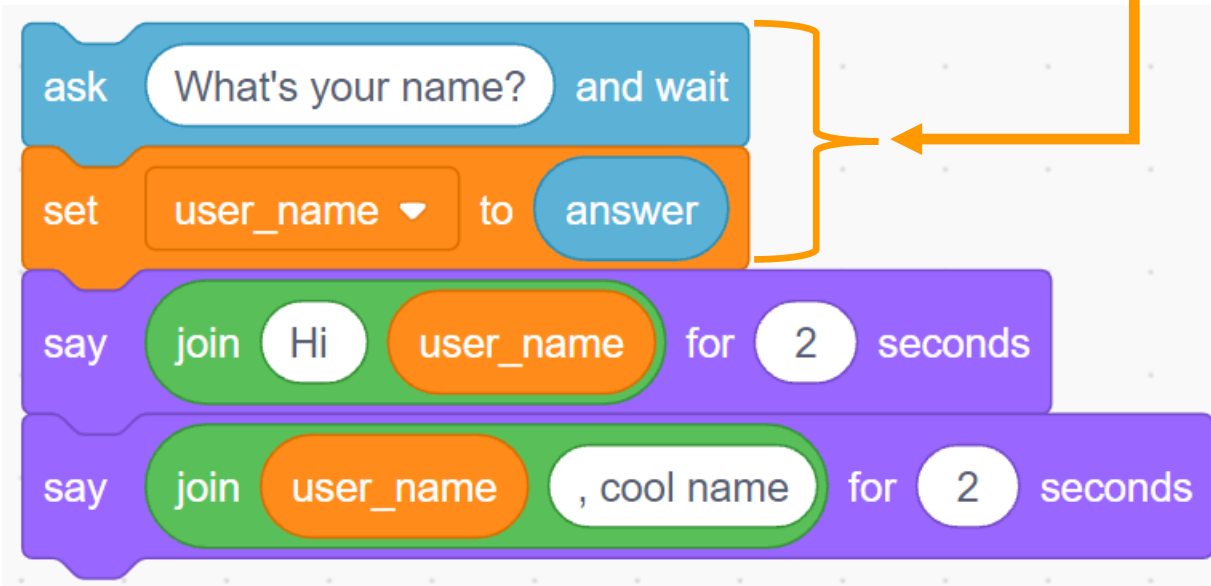 ask What's your name? and wait
set user_name to answer
say join Hi user_name for 2 seconds
say join user_name , cool name for 2 seconds